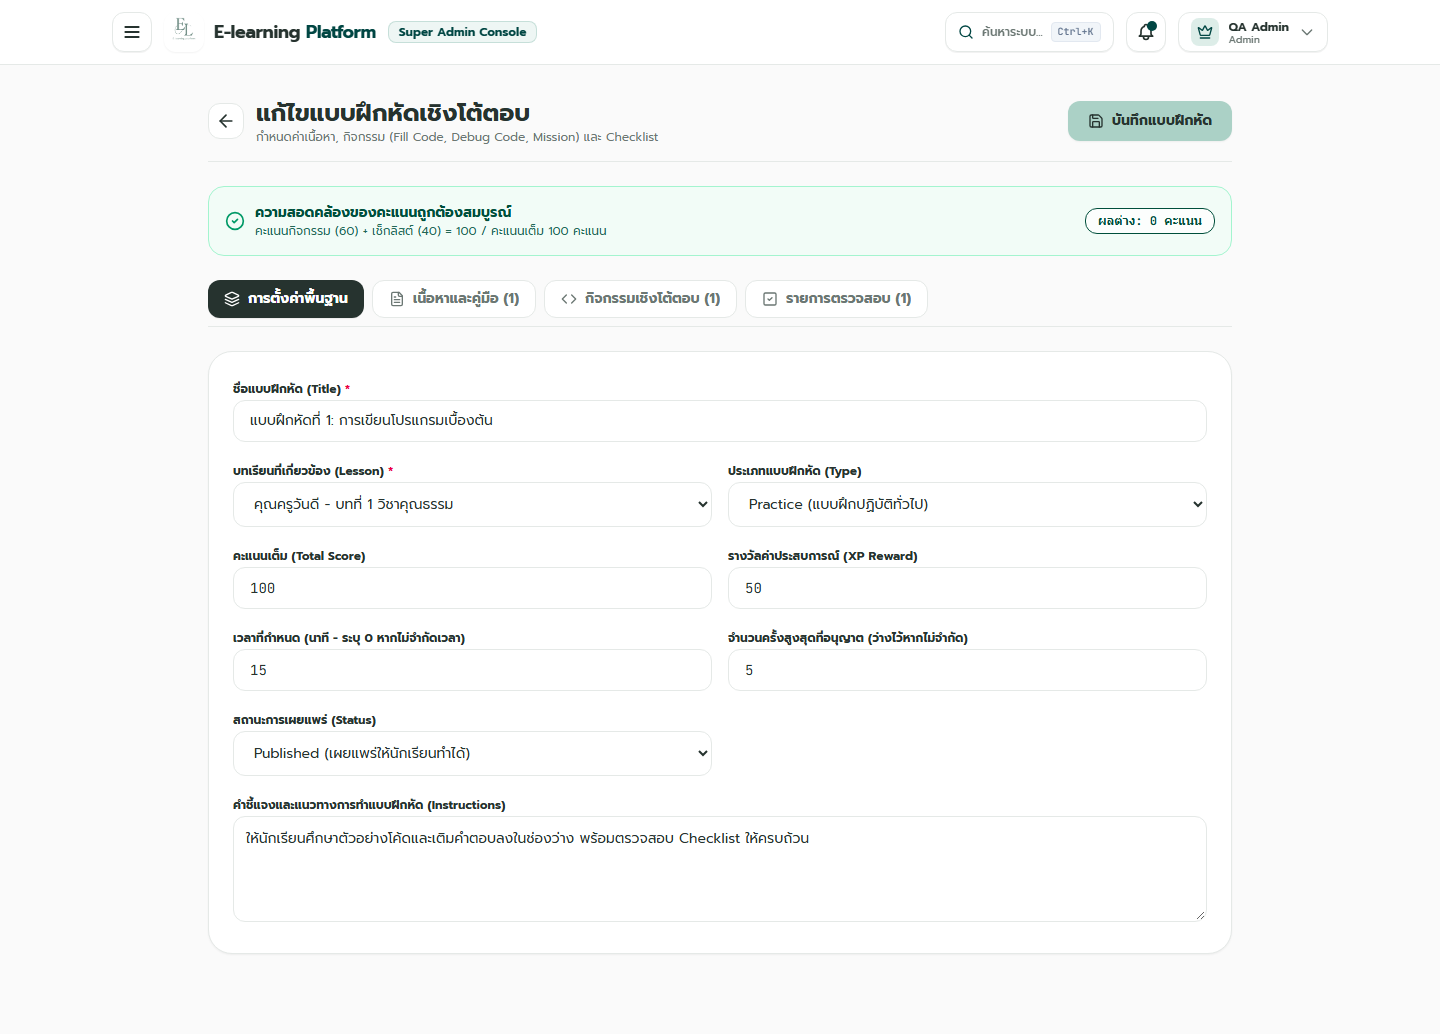 E-learning Platform
Super Admin Console
ค้นหาระบบ...
Ctrl+K
QA Admin
Admin
แก้ไขแบบฝึกหัดเชิงโต้ตอบ
กำหนดค่าเนื้อหา, กิจกรรม (Fill Code, Debug Code, Mission) และ Checklist
บันทึกแบบฝึกหัด
ความสอดคล้องของคะแนนถูกต้องสมบูรณ์
คะแนนกิจกรรม (60) + เช็กลิสต์ (40) = 100 / คะแนนเต็ม 100 คะแนน
ผลต่าง: 0 คะแนน
การตั้งค่าพื้นฐาน
เนื้อหาและคู่มือ (1)
กิจกรรมเชิงโต้ตอบ (1)
รายการตรวจสอบ (1)
ชื่อแบบฝึกหัด (Title) *
แบบฝึกหัดที่ 1: การเขียนโปรแกรมเบื้องต้น
บทเรียนที่เกี่ยวข้อง (Lesson) *
ประเภทแบบฝึกหัด (Type)
คุณครูวันดี - บทที่ 1 วิชาคุณธรรม
Practice (แบบฝึกปฏิบัติทั่วไป)
คะแนนเต็ม (Total Score)
รางวัลค่าประสบการณ์ (XP Reward)
100
50
เวลาที่กำหนด (นาที - ระบุ 0 หากไม่จำกัดเวลา)
จำนวนครั้งสูงสุดที่อนุญาต (ว่างไว้หากไม่จำกัด)
15
5
สถานะการเผยแพร่ (Status)
Published (เผยแพร่ให้นักเรียนทำได้)
คำชี้แจงและแนวทางการทำแบบฝึกหัด (Instructions)
ให้นักเรียนศึกษาตัวอย่างโค้ดและเติมคำตอบลงในช่องว่าง พร้อมตรวจสอบ Checklist ให้ครบถ้วน